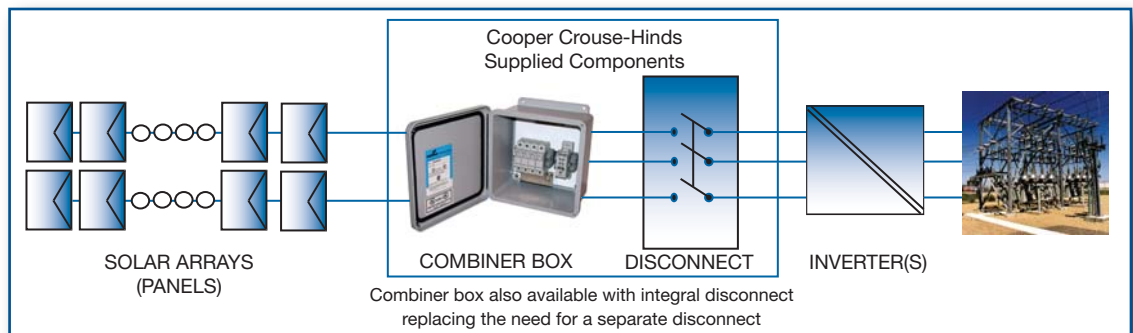 Cooper Crouse-Hinds
Supplied Components
SOLAR ARRAYS
(PANELS)
COMBINER BOX
DISCONNECT
INVERTER(S)
Combiner box also available with integral disconnect
replacing the need for a separate disconnect